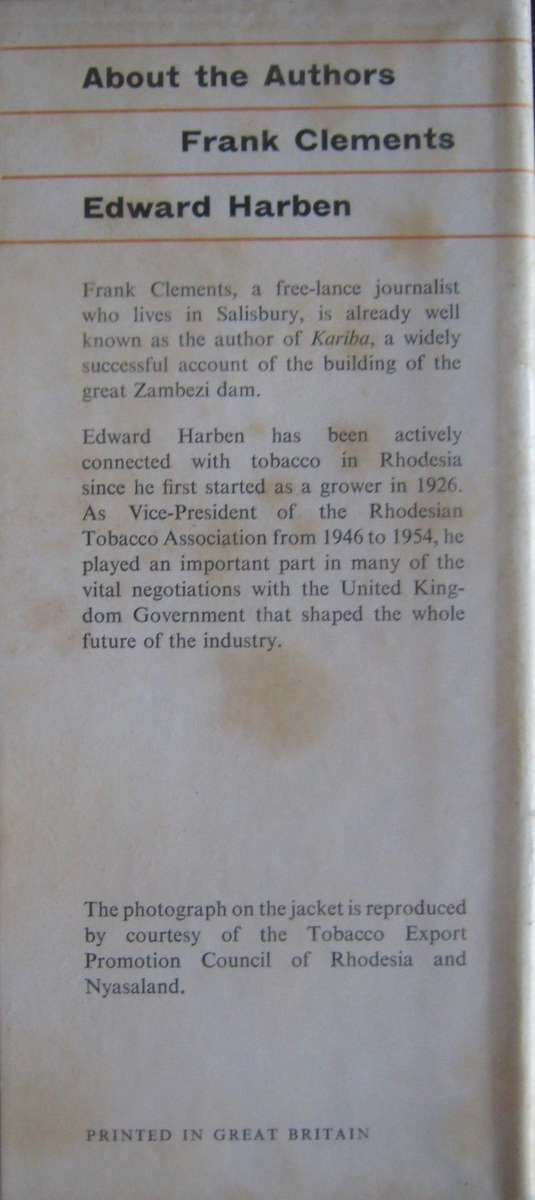 About the Authors
Frank Clements
Edward Harben
Frank Clements, a free-lance journalist
who lives in Salisbury, is already well
known as the author of Kariba, a widely
successful account of the building of the
great Zambezi dam.
Edward Harben has been actively
connected with tobacco in Rhodesia
since he first started as a grower in 1926.
As Vice-President of the Rhodesian
Tobacco Association from 1946 to 1954, he
played an important part in many of the
vital negotiations with the United King-
dom Government that shaped the whole
future of the industry.
The photograph on the jacket is reproduced
by courtesy of the Tobacco Export
Promotion Council of Rhodesia and
Nyasaland.
PRINTED IN GREAT BRITAIN